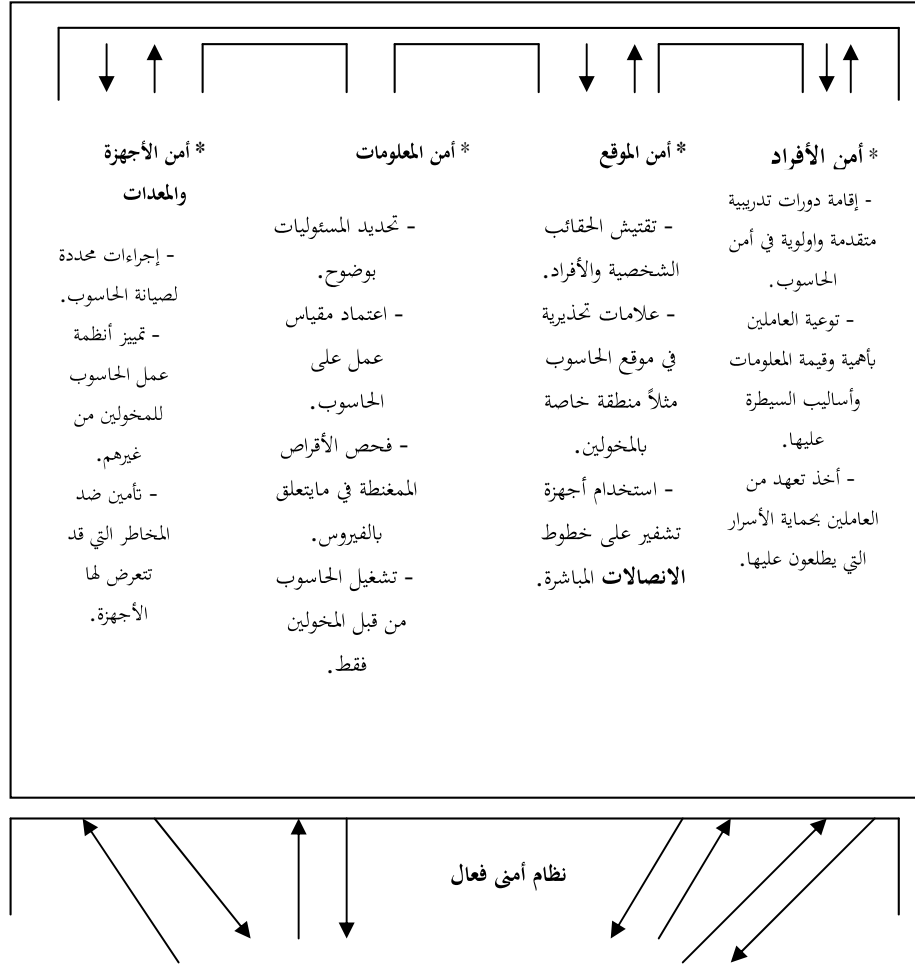 * أمن الأفراد
- إقامة دورات تدريبية
متقدمة واولوية في أمن
الحاسوب.
- توعية العاملين
بأهمية وقيمة المعلومات
وأساليب السيطرة
عليها.
- أخذ تعهد من
العاملين بحماية الأسرار
التي يطلعون عليها.
* أمن الموقع
- تقتيش الحقائب
الشخصية والأفراد.
- علامات تحذيرية
في موقع الحاسوب
مثلاً منطقة خاصة
بالمخولين.
- استخدام أجهزة
تشفير على خطوط
الانصالات المباشرة.
* أمن المعلومات
- تحديد المسئوليات
بوضوح.
- اعتماد مقياس
عمل على
الحاسوب.
- فحص الأقراص
الممغنطة في مايتعلق
بالفيروس.
- تشغيل الحاسوب
من قبل المخولين
فقط.
* أمن الأجهزة
والمعدات
- إجراءات محددة
لصيانة الحاسوب.
- تمييز أنظمة
عمل الحاسوب
للمخولين من
غيرهم.
- تأمين ضد
المخاطر التي قد
تتعرض لها
الأجهزة.
نظام أمنى فعال